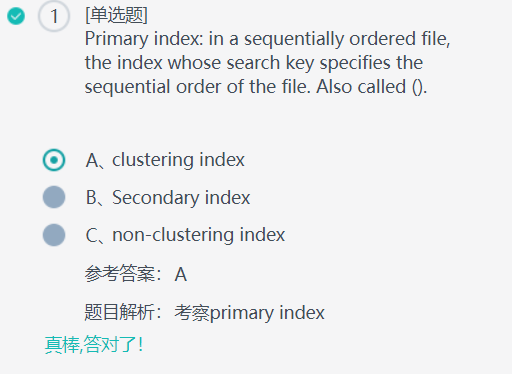 1 [单选题]
Primary index: in a sequentially ordered file,
the index whose search key specifies the
sequential order of the file. Also called ().
A、clustering index
B、Secondary index
C、non-clustering index
参考答案： A
题目解析： 考察primary index
真棒,答对了!